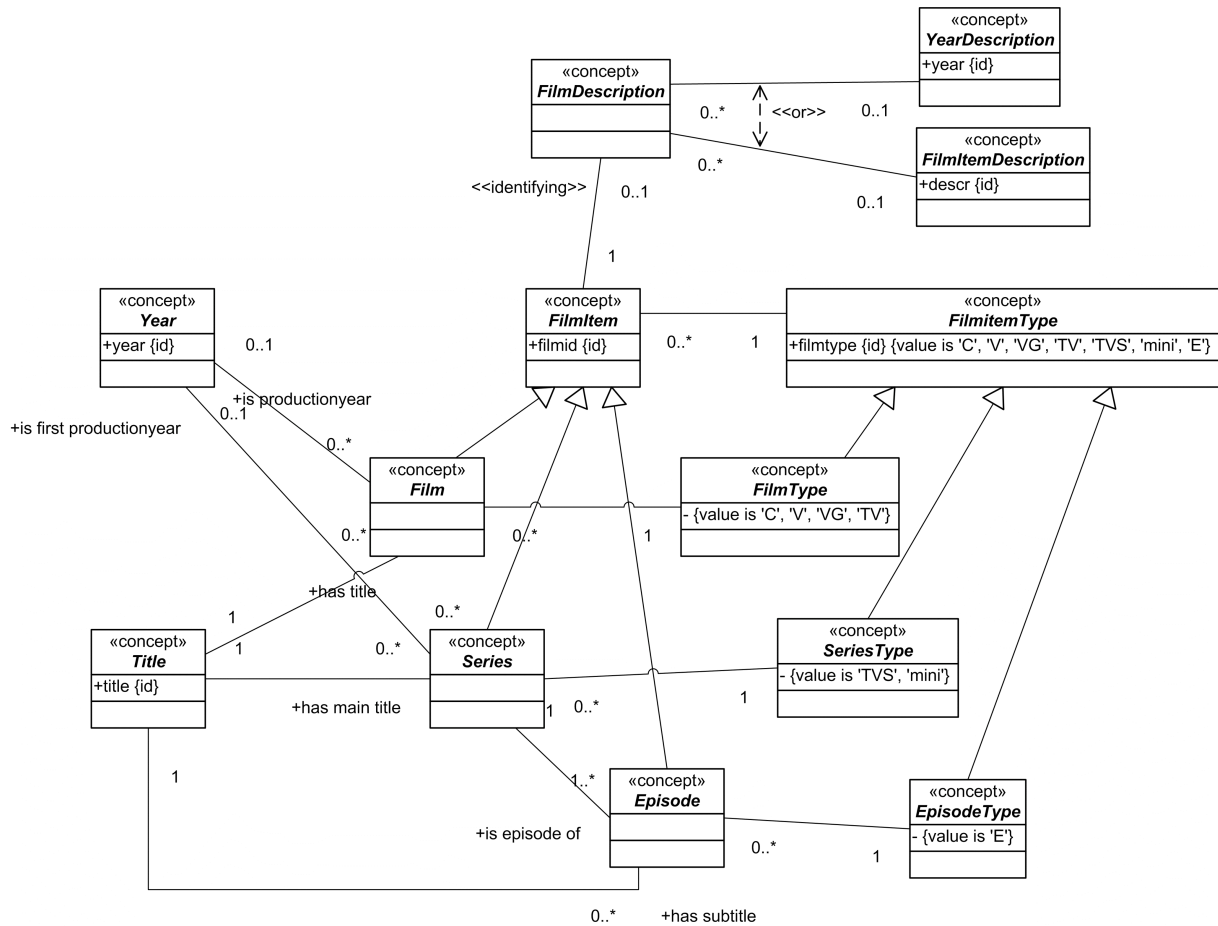 «concept»
YearDescription
+year {id}
«concept»
FilmDescription
0..*
<<or>>
0..1
«concept»
FilmItemDescription
+descr {id}
0..*
0..1
<<identifying>>
0..1
1
«concept»
Year
+year {id}
«concept»
FilmItem
+filmid {id}
«concept»
FilmitemType
+filmtype {id} {value is 'C', 'V', 'VG', 'TV', 'TVS', 'mini', 'E'}
0..*
1
0..1
+is productionyear
0..1
+is first productionyear
0..*
«concept»
Film
«concept»
FilmType
- {value is 'C', 'V', 'VG', 'TV'}
0..*
0..*
1
+has title
1
0..*
1
0..*
«concept»
Title
+title {id}
«concept»
Series
«concept»
SeriesType
- {value is 'TVS', 'mini'}
+has main title
1
0..*
1
1
1..*
«concept»
Episode
«concept»
EpisodeType
- {value is 'E'}
+is episode of
0..*
1
0..*
+has subtitle